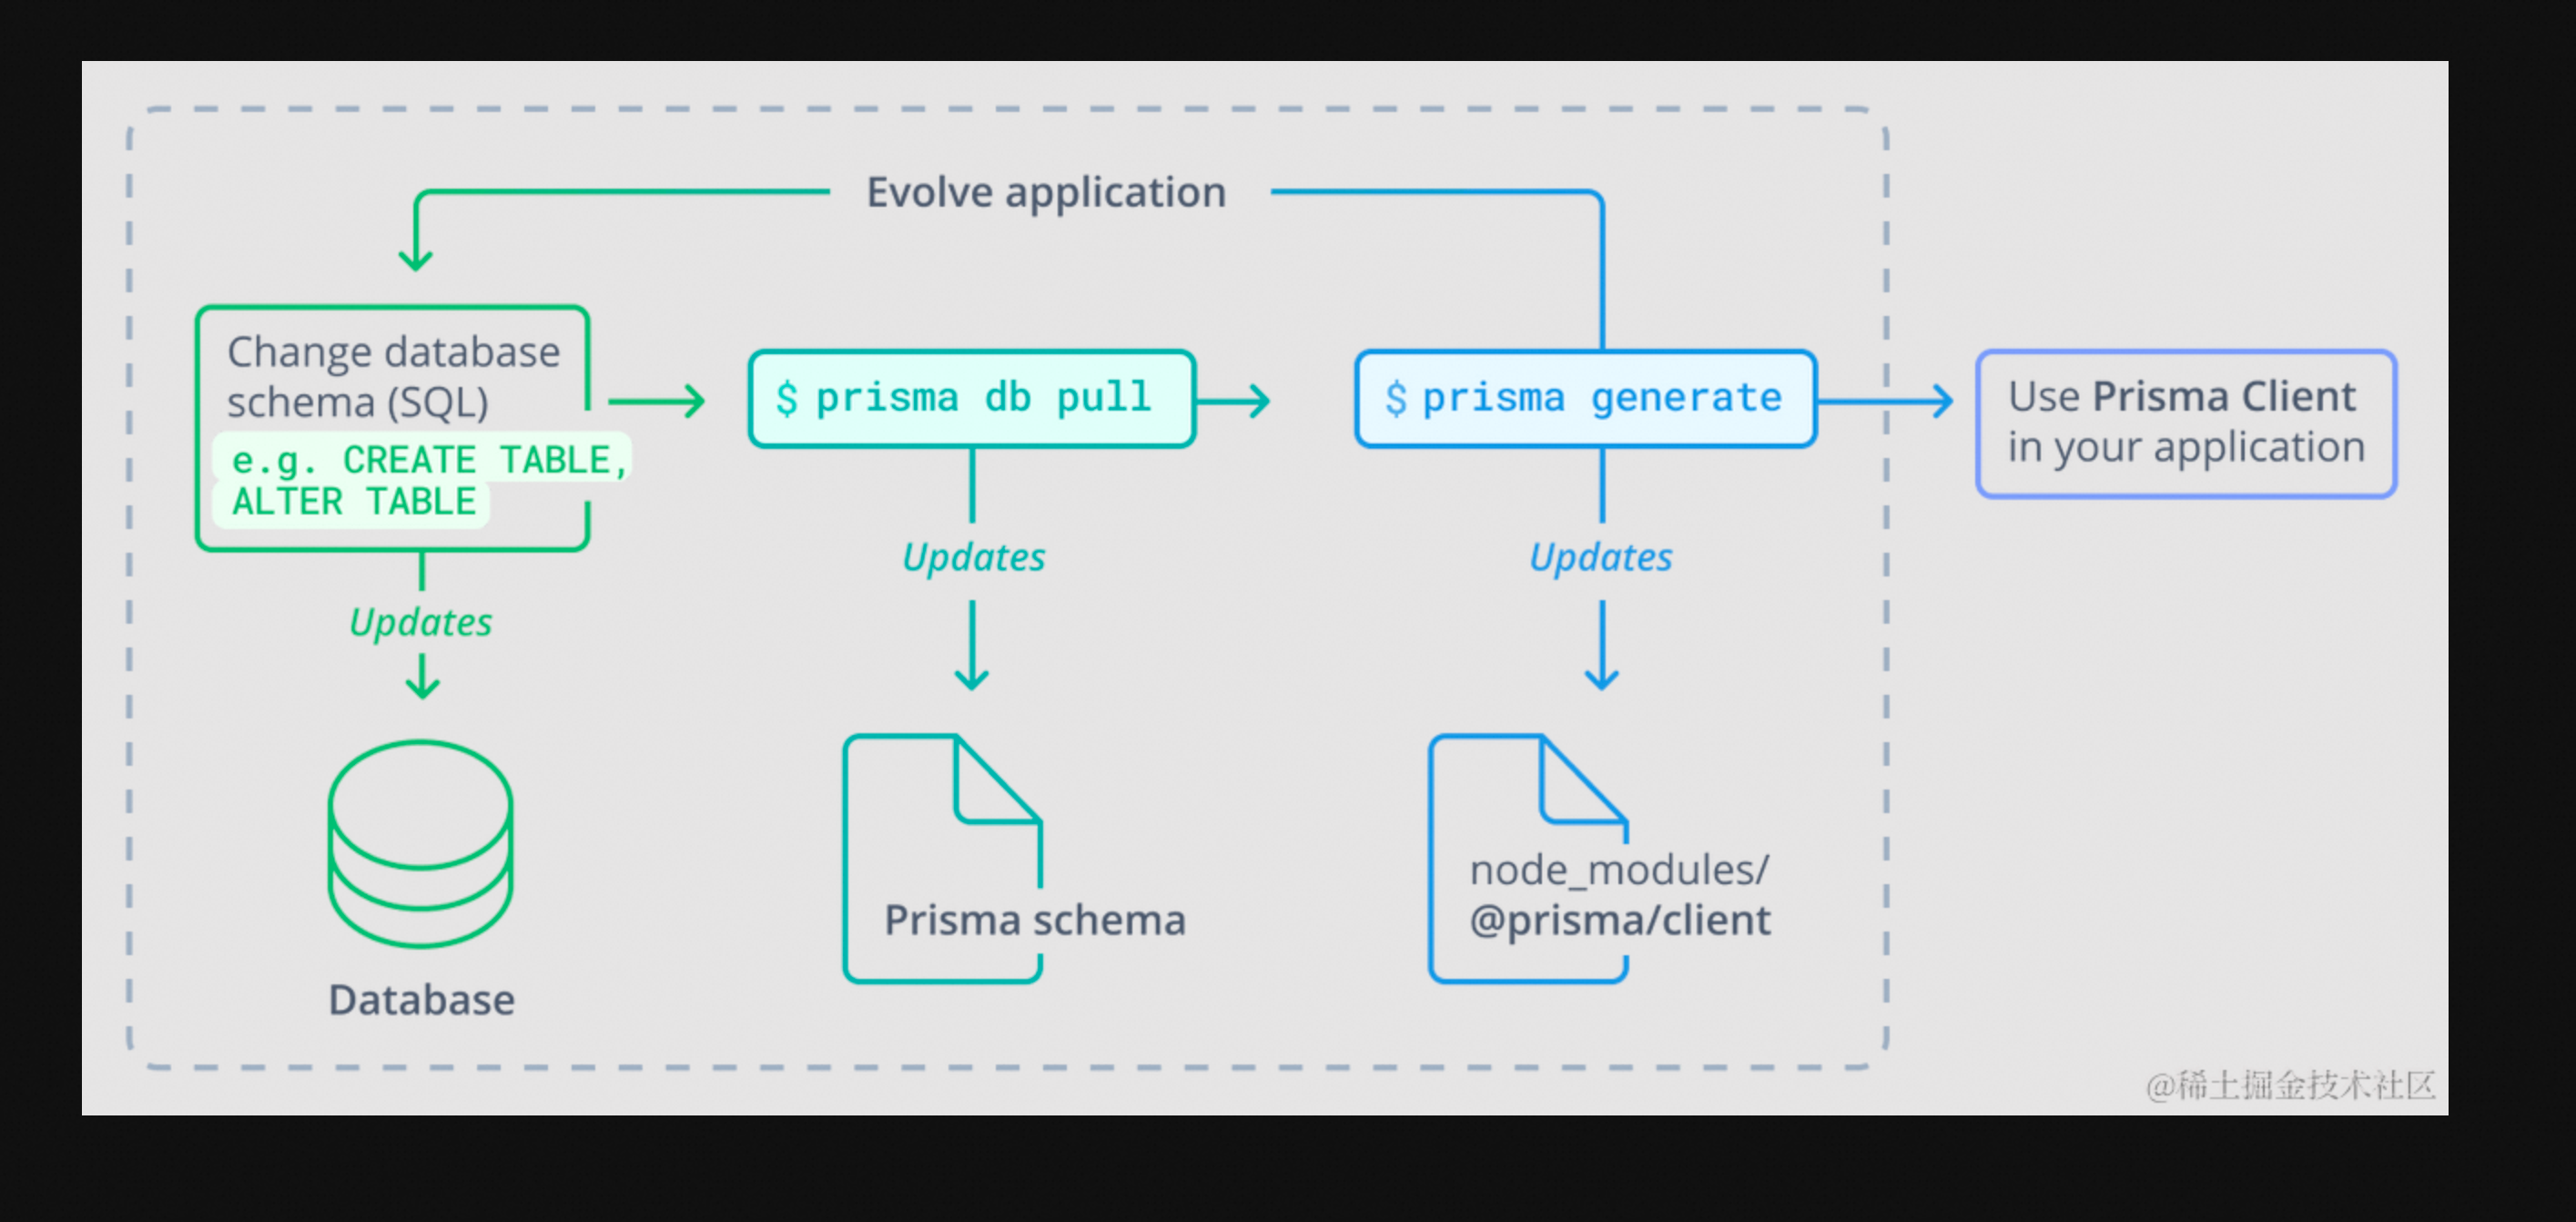 Evolve application
Change database
schema (SQL)
e.g. CREATE TABLE,
ALTER TABLE
$ prisma db pull
$ prisma generate
Use Prisma Client
in your application
Updates
Updates
Updates
Database
Prisma schema
node_modules/
@prisma/client
@稀土掘金技术社区